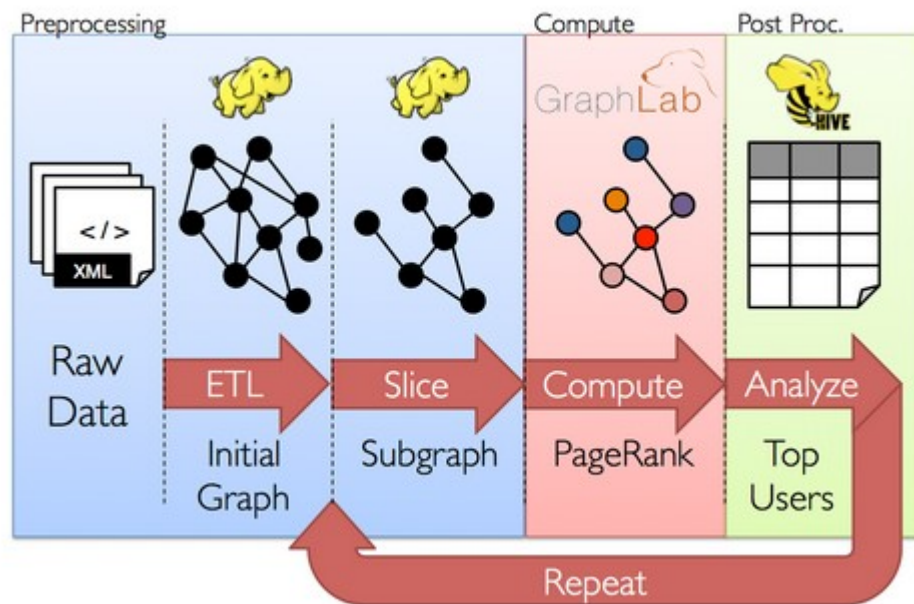 Preprocessing
Compute
Post Proc.
GraphLab
HIVE
</>
XML
Raw
Data
ETL
Slice
Compute
Analyze
Initial
Graph
Subgraph
PageRank
Top
Users
Repeat